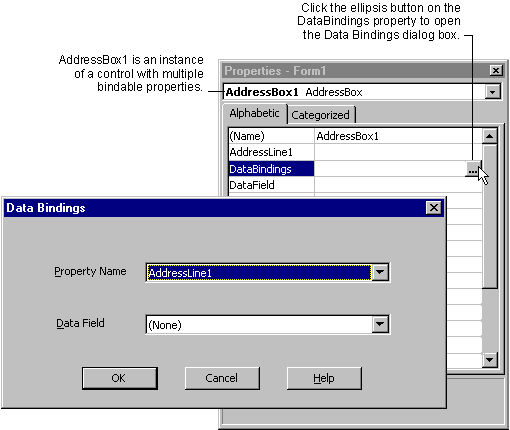 Click the ellipsis button on the
DataBindings property to open
the Data Bindings dialog box.
AddressBox1 is an instance
of a control with multiple
bindable properties.
Properties - Form1
AddressBox1 AddressBox
Alphabetic Categorized
(Name) AddressBox1
AddressLine1
DataBindings ...
DataField
Data Bindings
Property Name AddressLine1
Data Field (None)
OK Cancel Help